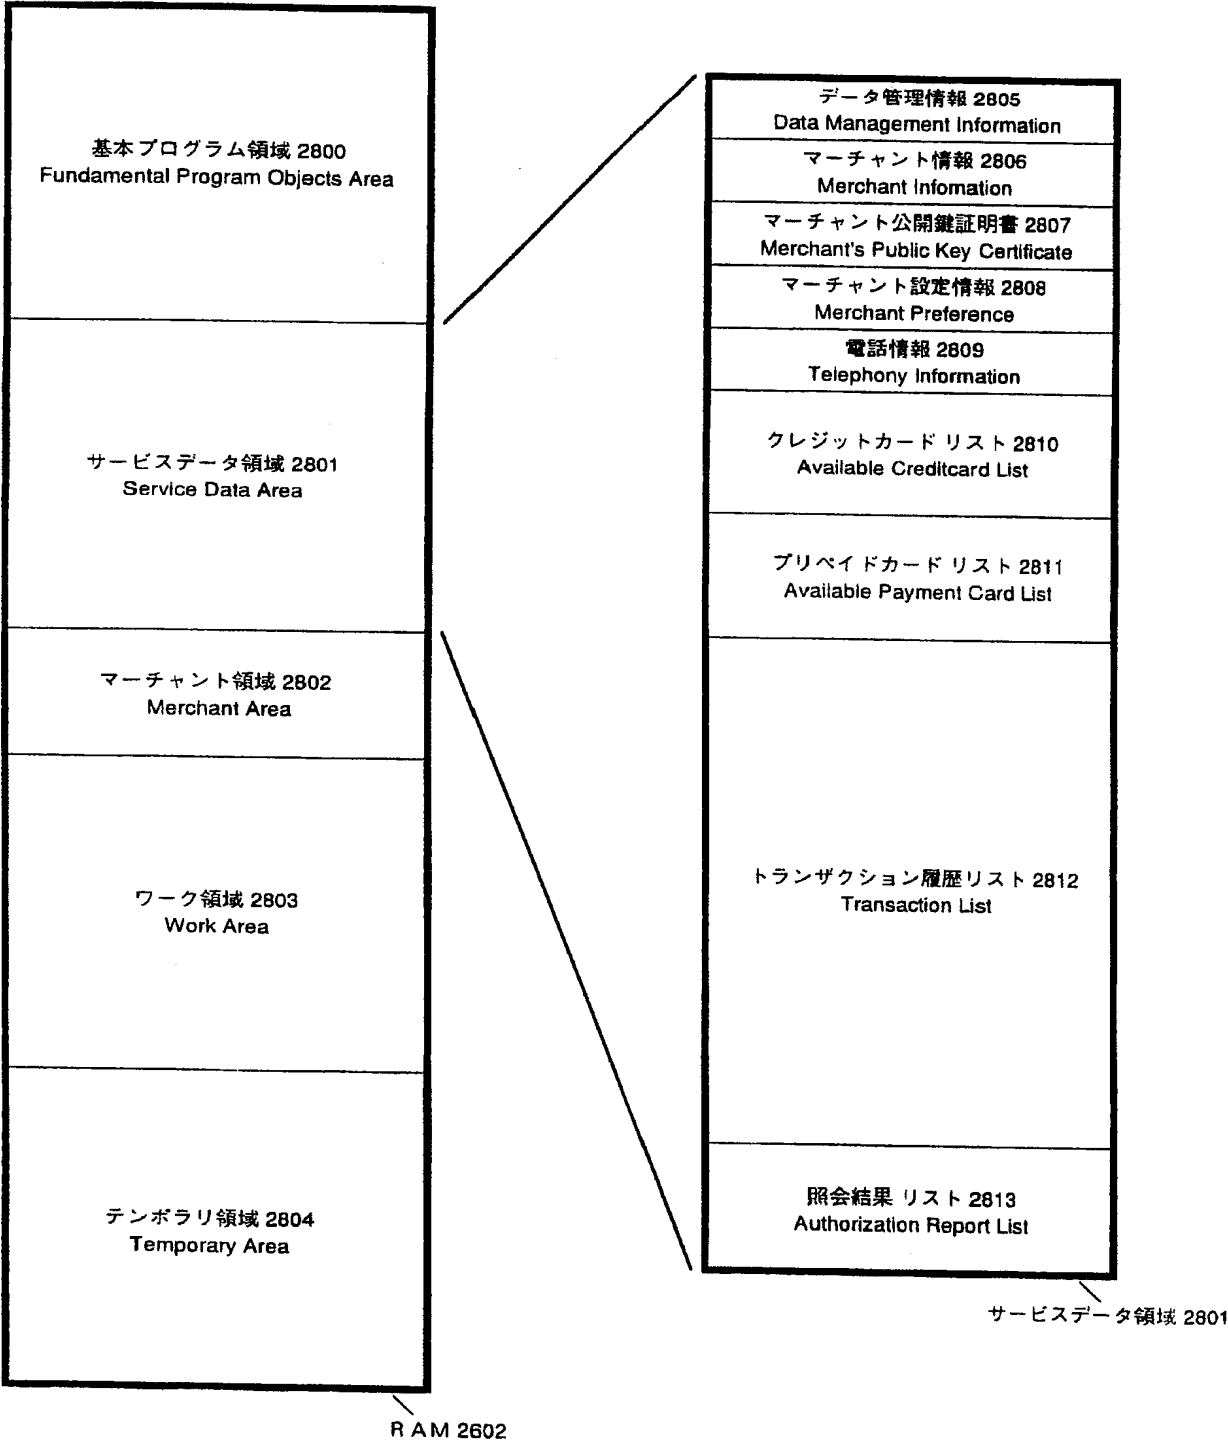 基本プログラム領域 2800
Fundamental Program Objects Area
サービスデータ領域 2801
Service Data Area
マーチャント領域 2802
Merchant Area
ワーク領域 2803
Work Area
テンポラリ領域 2804
Temporary Area
RAM 2602
データ管理情報 2805
Data Management Information
マーチャント情報 2806
Merchant Infomation
マーチャント公開鍵証明書 2807
Merchant's Public Key Certificate
マーチャント設定情報 2808
Merchant Preference
電話情報 2809
Telephony Information
クレジットカード リスト 2810
Available Creditcard List
プリペイドカード リスト 2811
Available Payment Card List
トランザクション履歴リスト 2812
Transaction List
照会結果 リスト 2813
Authorization Report List
サービスデータ領域 2801